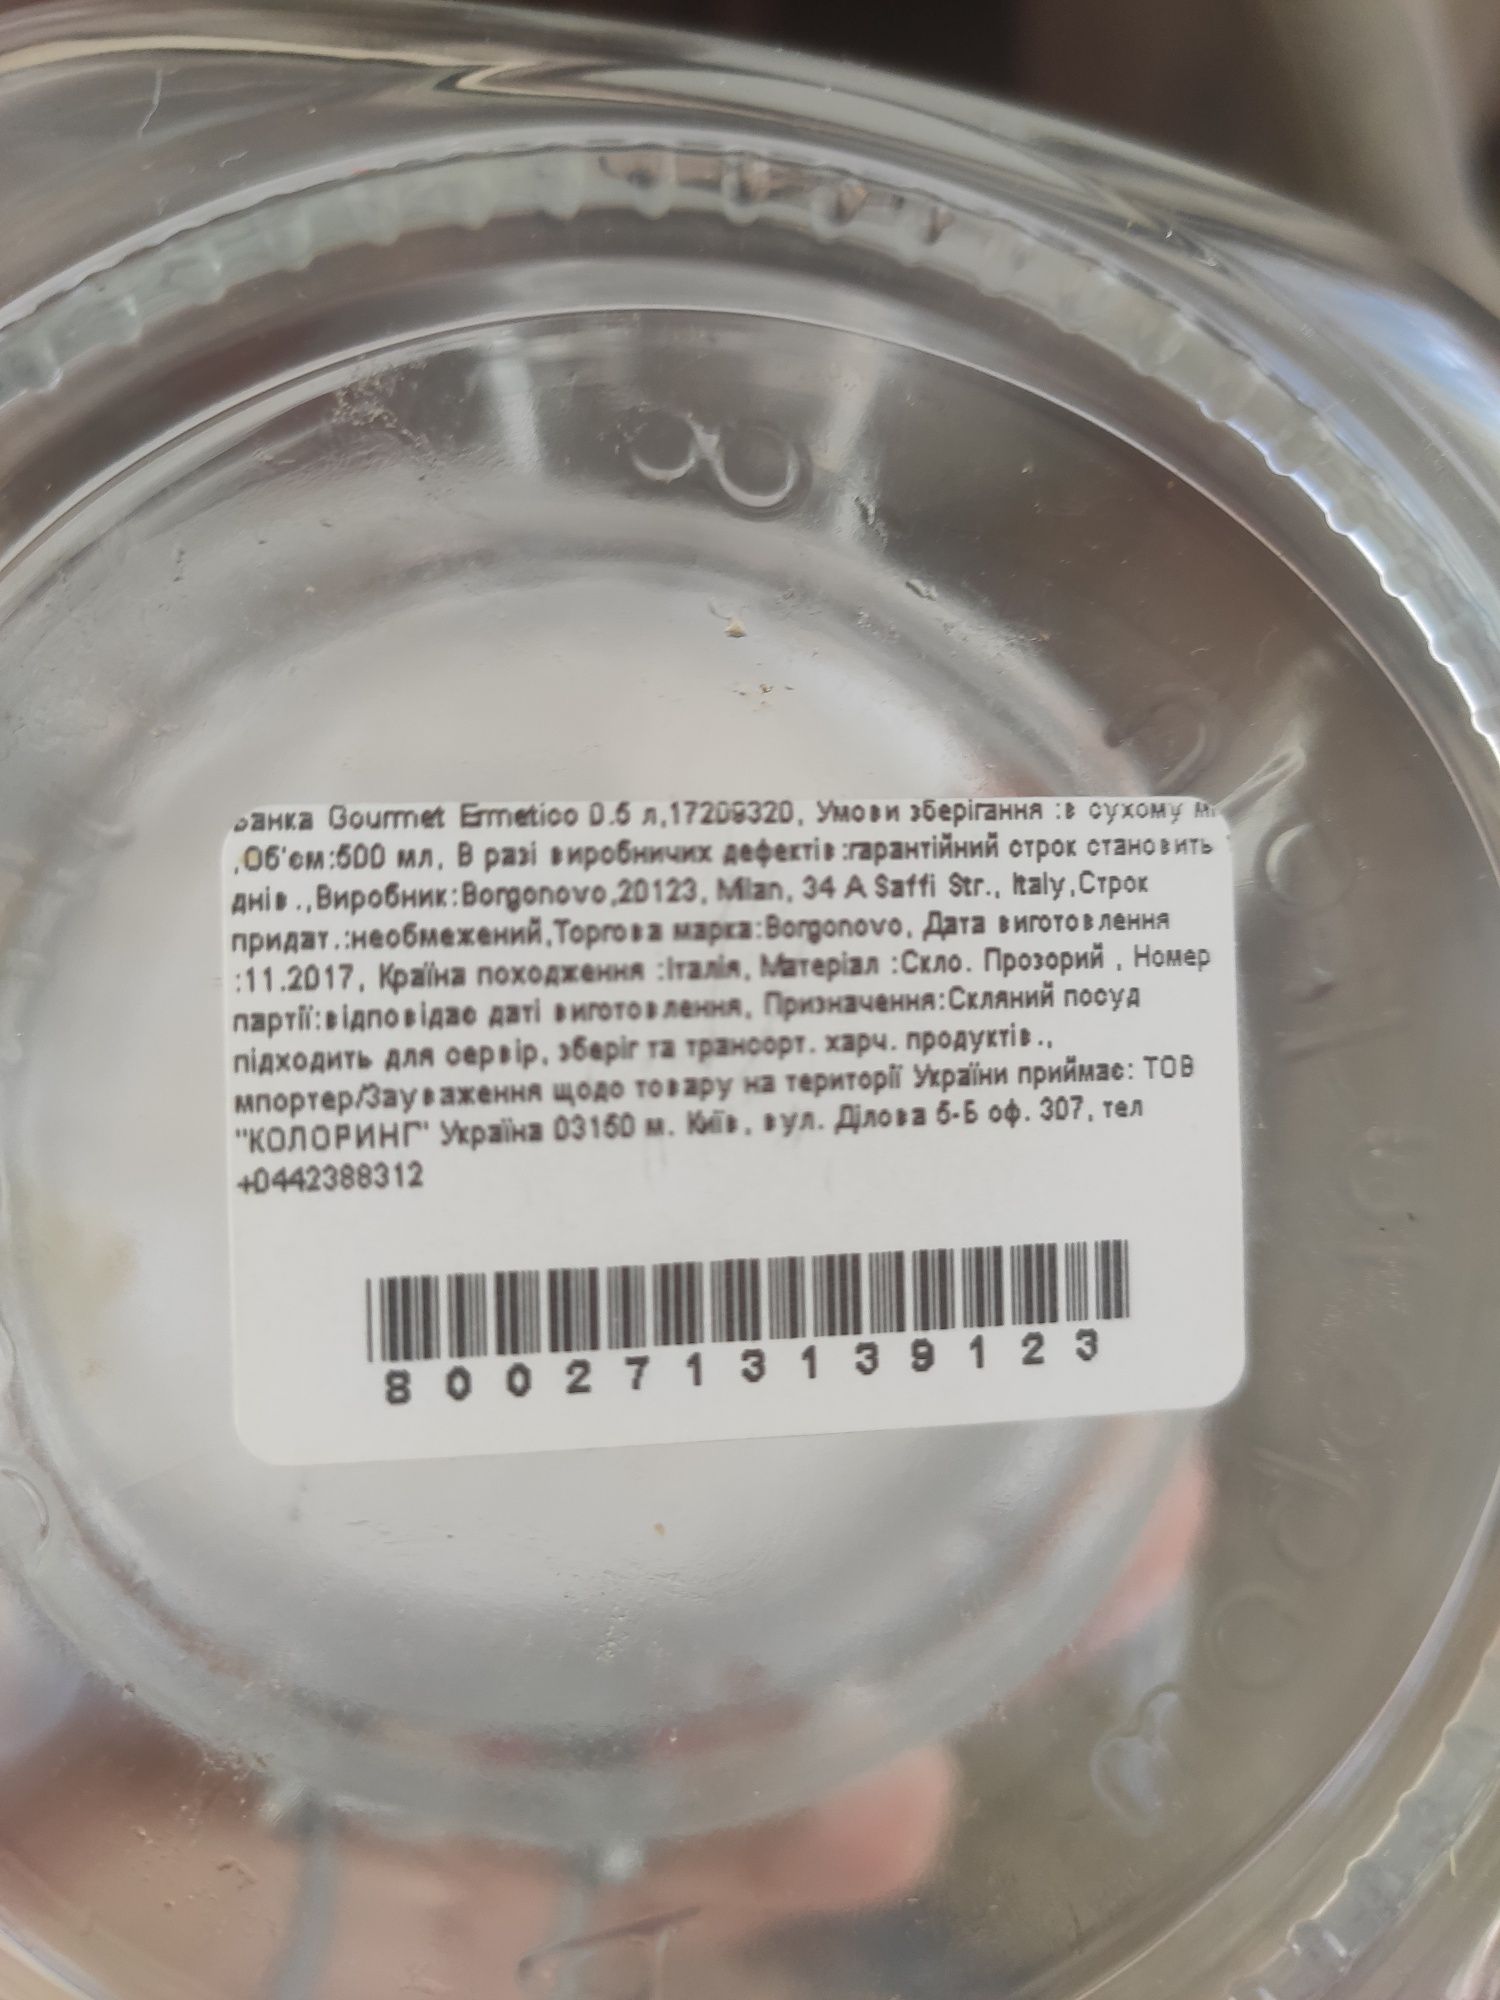 Банка Gourmet Ermetico 0.5 л,17209320, Умови зберігання :в сухому
,Об'єм:500 мл, В разі виробничих дефектів:гарантійний строк становить
днів.,Виробник:Borgonovo,20123, Milan, 34 A Saffi Str., Italy,Строк
придат.:необмежений,Торгова марка:Borgonovo, Дата виготовлення
:11.2017, Країна походження :Італія, Матеріал :Скло. Прозорий , Номер
партії:відповідає даті виготовлення, Призначення:Скляний посуд
підходить для сервір, зберіг та трансорт. харч. продуктів.,
мпортер/Зауваження щодо товару на території України приймає: ТОВ
"КОЛОРИНГ" Україна 03150 м. Київ, вул. Ділова 5-Б оф. 307, тел
+0442388312
8002713139123
8